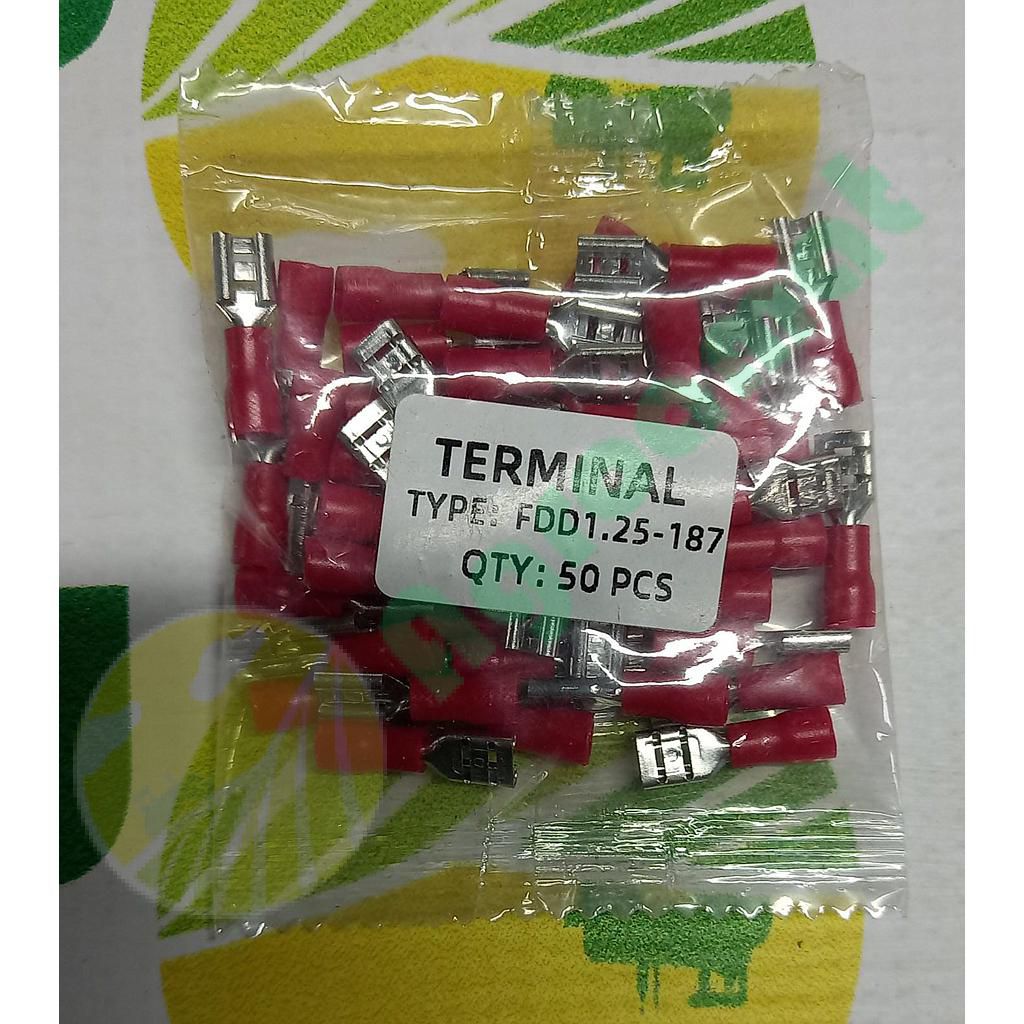 TERMINAL
TYPE: FDD1.25-187
QTY: 50 PCS